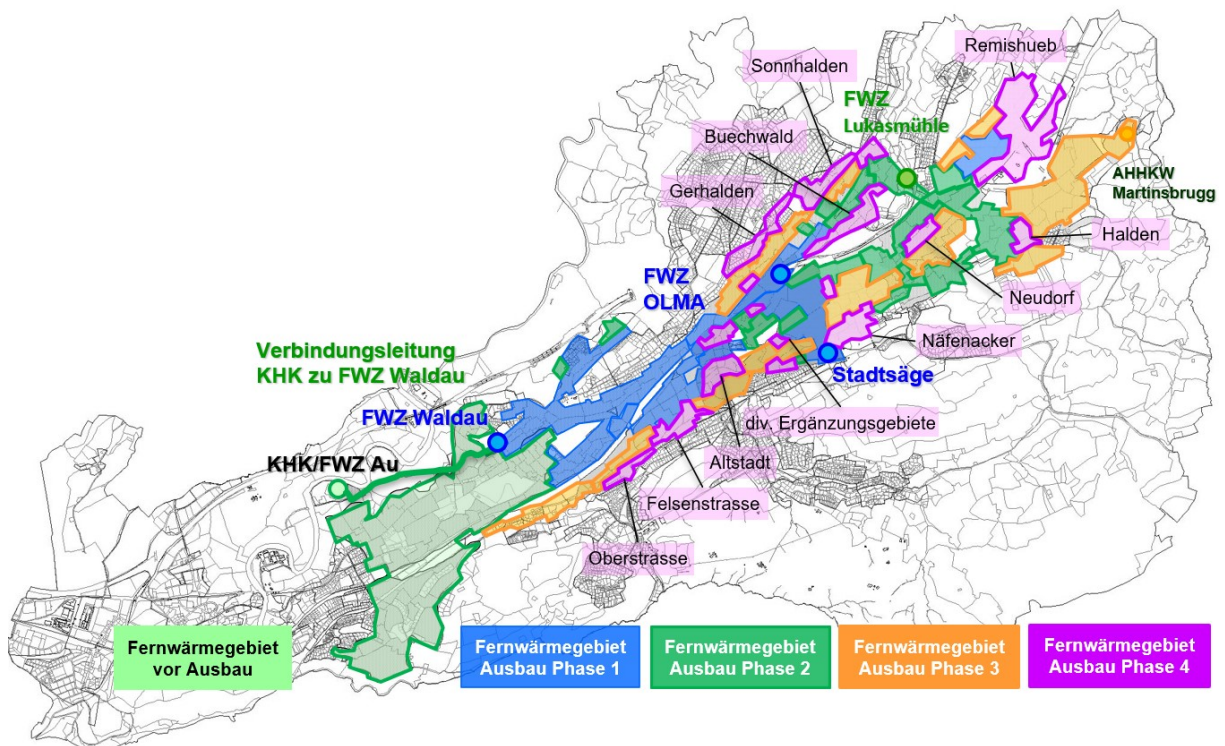 Remishueb
Sonnhalden
FWZ
Lukasmühle
Buechwald
AHHKW
Martinsbrugg
Gerhalden
Halden
FWZ
OLMA
Neudorf
Näfenacker
Verbindungsleitung
KHK zu FWZ Waldau
Stadtsäge
FWZ Waldau
div. Ergänzungsgebiete
KHK/FWZ Au
Altstadt
Felsenstrasse
Oberstrasse
Fernwärmegebiet
vor Ausbau
Fernwärmegebiet
Ausbau Phase 1
Fernwärmegebiet
Ausbau Phase 2
Fernwärmegebiet
Ausbau Phase 3
Fernwärmegebiet
Ausbau Phase 4